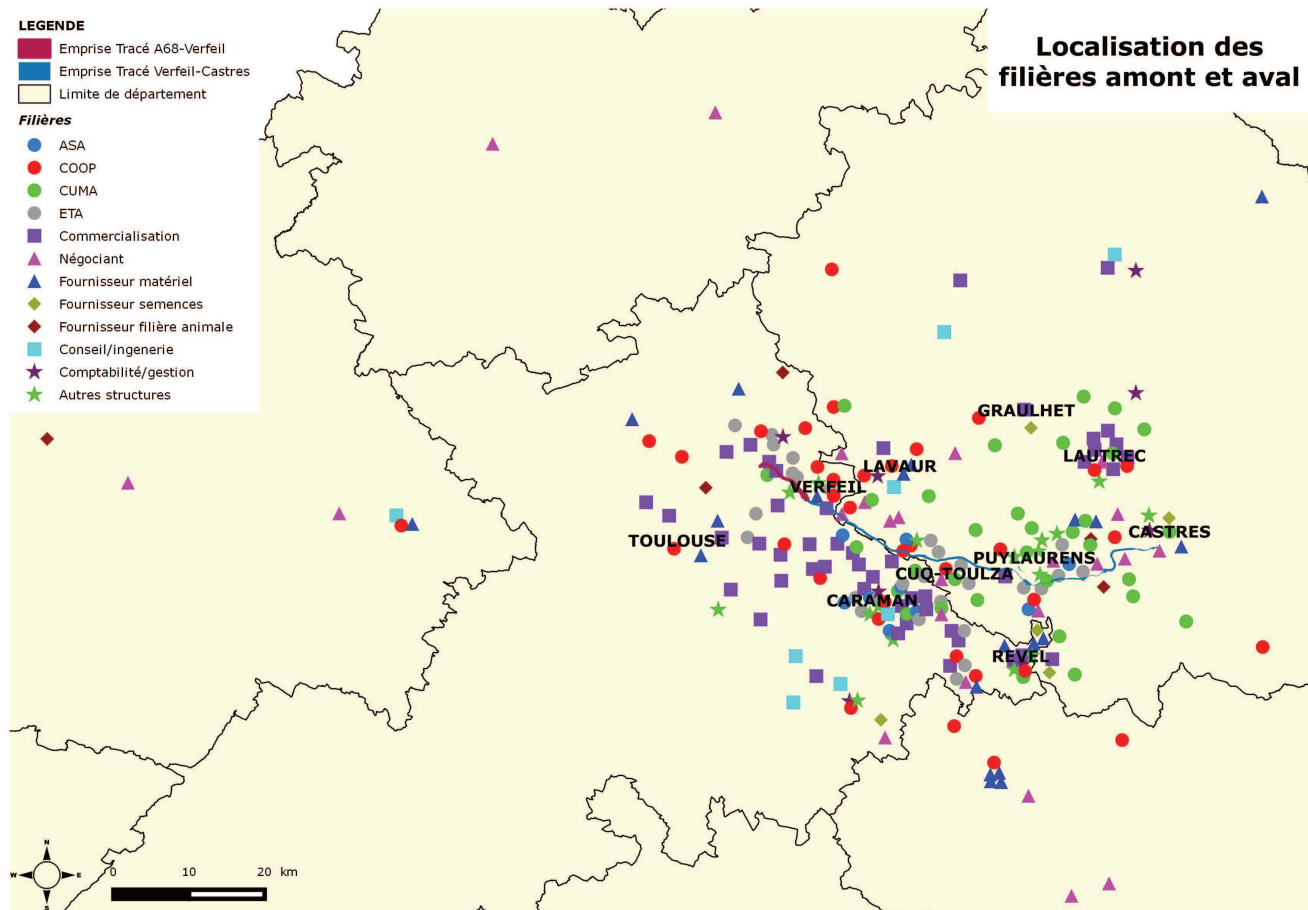 LEGENDE
Emprise Tracé A68-Verfeil
Emprise Tracé Verfeil-Castres
Limite de département
Filières
ASA
COOP
CUMA
ETA
Commercialisation
Négociant
Fournisseur matériel
Fournisseur semences
Fournisseur filière animale
Conseil/ingenerie
Comptabilité/gestion
Autres structures
Localisation des
filières amont et aval
GRAULHET
LAUTREC
LAVAUR
VERFEIL
TOULOUSE
CASTRES
PUYLAURENS
CUQ-TOULZA
CARAMAN
REVEL
N
W E
S
0 10 20 km